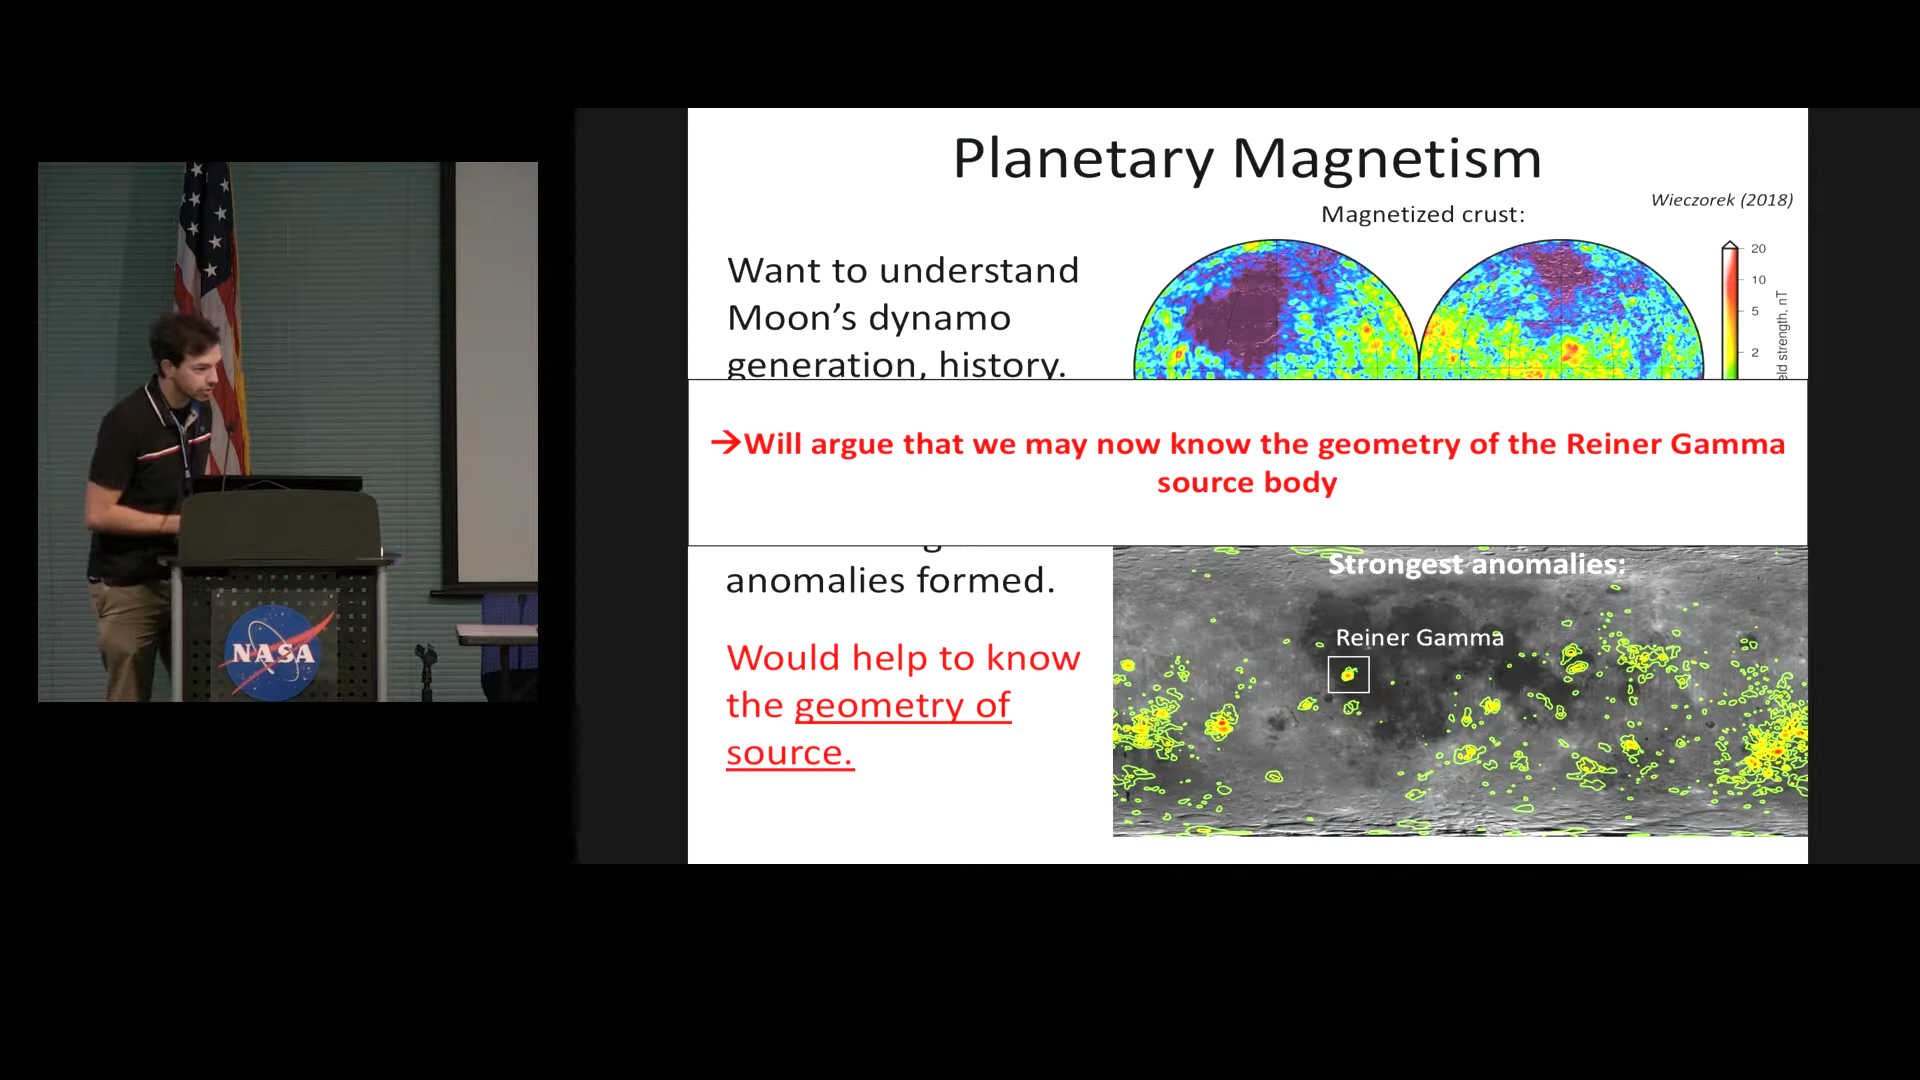 Planetary Magnetism
Wieczorek (2018)
Magnetized crust:
Want to understand
Moon's dynamo
generation, history.
20
10
5
2
strength, nT
→Will argue that we may now know the geometry of the Reiner Gamma
source body
anomalies formed.
Would help to know
the geometry of
source.
Strongest anomalies:
Reiner Gamma
NASA